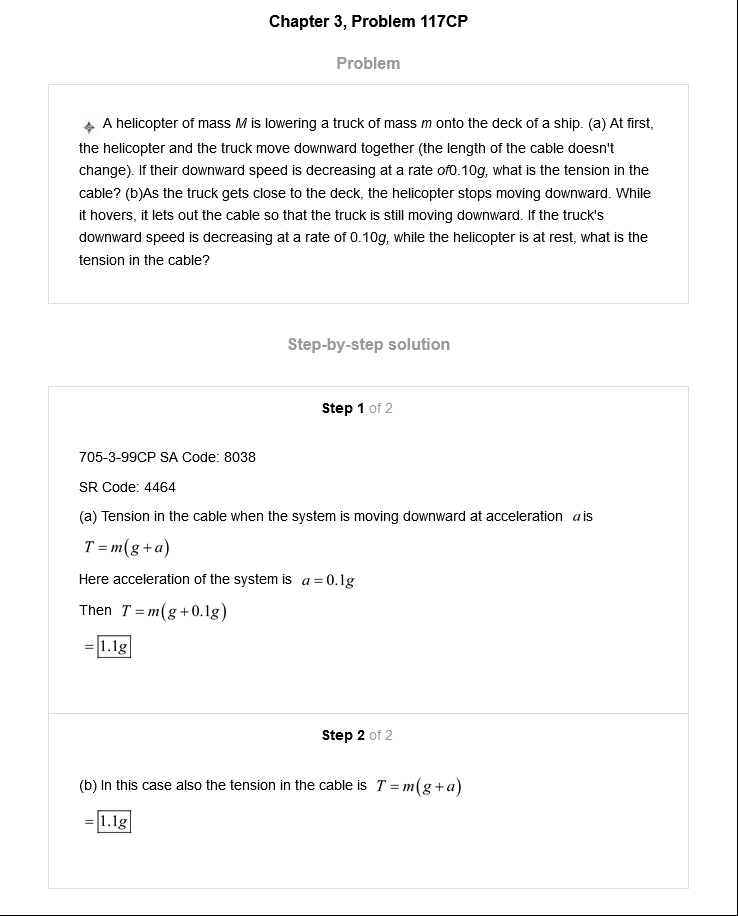 Chapter 3, Problem 117CP
Problem
A helicopter of mass M is lowering a truck of mass m onto the deck of a ship. (a) At first,
the helicopter and the truck move downward together (the length of the cable doesn't
change). If their downward speed is decreasing at a rate of0.10g, what is the tension in the
cable? (b)As the truck gets close to the deck, the helicopter stops moving downward. While
it hovers, it lets out the cable so that the truck is still moving downward. If the truck's
downward speed is decreasing at a rate of 0.10g, while the helicopter is at rest, what is the
tension in the cable?
Step-by-step solution
Step 1 of 2
705-3-99CP SA Code: 8038
SR Code: 4464
(a) Tension in the cable when the system is moving downward at acceleration a is
T = m(g + a)
Here acceleration of the system is a = 0.1g
Then T = m(g + 0.1g)
= 1.1g
Step 2 of 2
(b) In this case also the tension in the cable is T = m(g + a)
= 1.1g